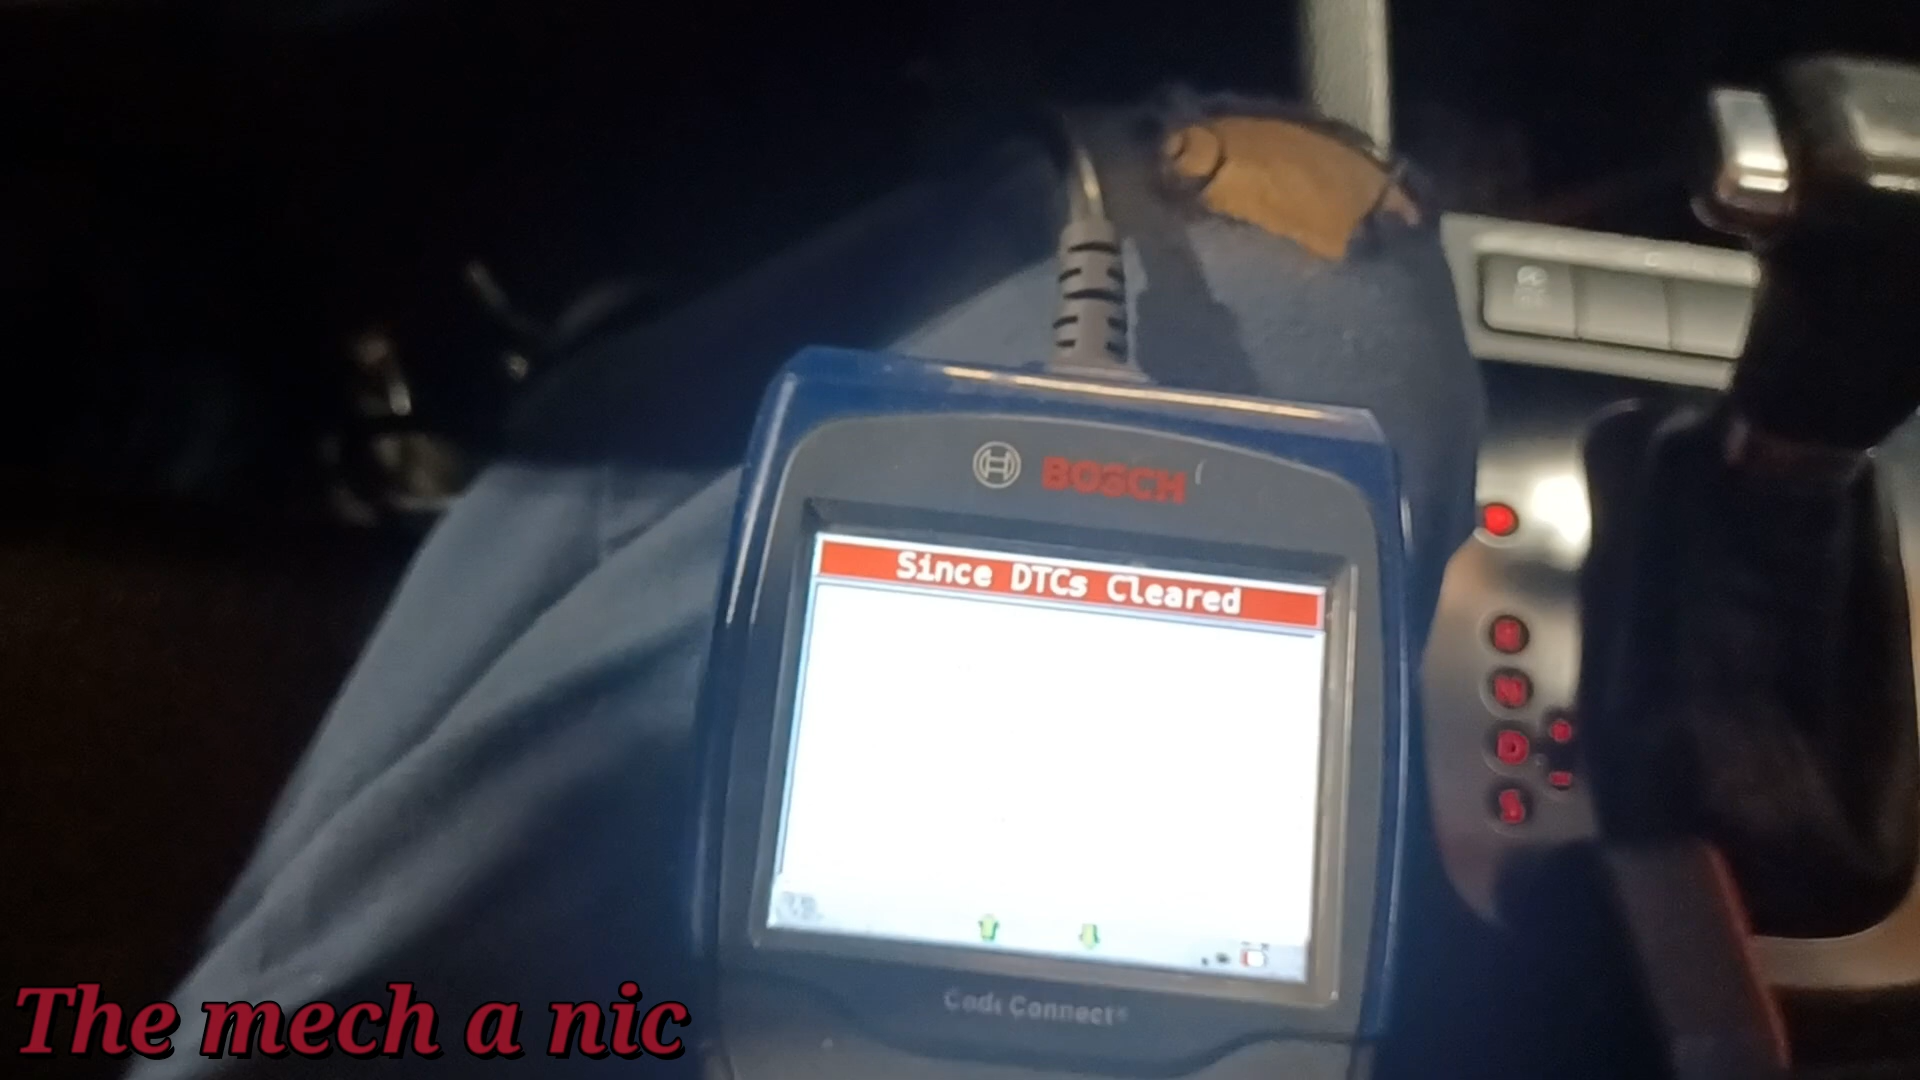 BOSCH
Since DTCs Cleared
Code Connect®
D
The mech a nic